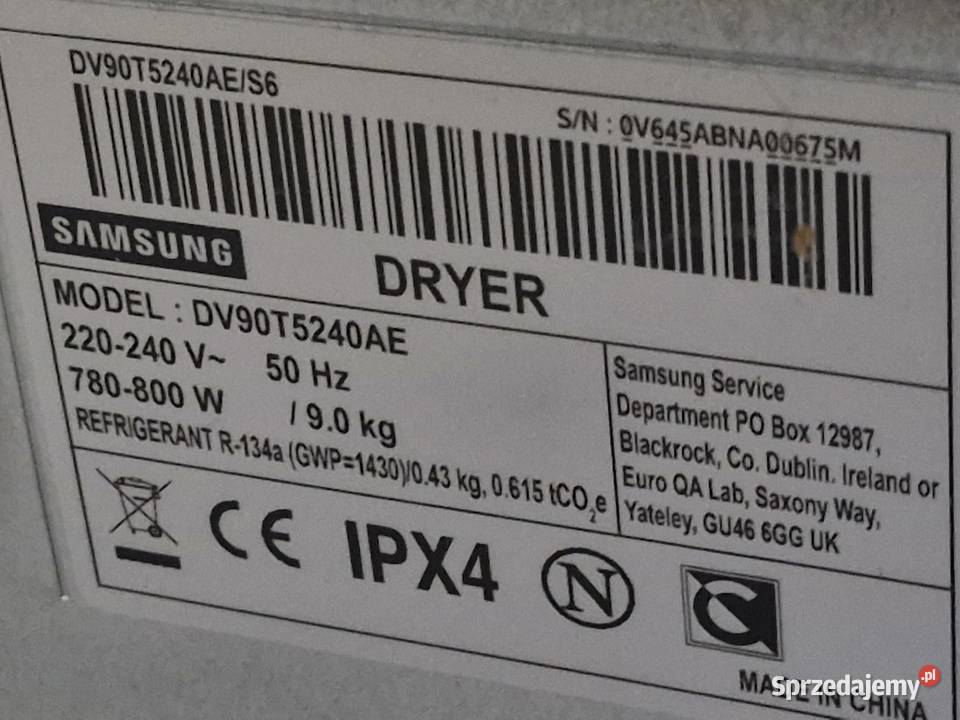 DV90T5240AE/S6
S/N : 0V645ABNA00675M
SAMSUNG
DRYER
MODEL : DV90T5240AE
220-240 V~ 50 Hz
780-800 W / 9.0 kg
REFRIGERANT R-134a (GWP=1430)/0.43 kg, 0.615 tCO₂e
Samsung Service
Department PO Box 12987,
Blackrock, Co. Dublin. Ireland or
Euro QA Lab, Saxony Way,
Yateley, GU46 6GG UK
CE IPX4 N
MADE IN CHINA
Sprzedajemy.pl